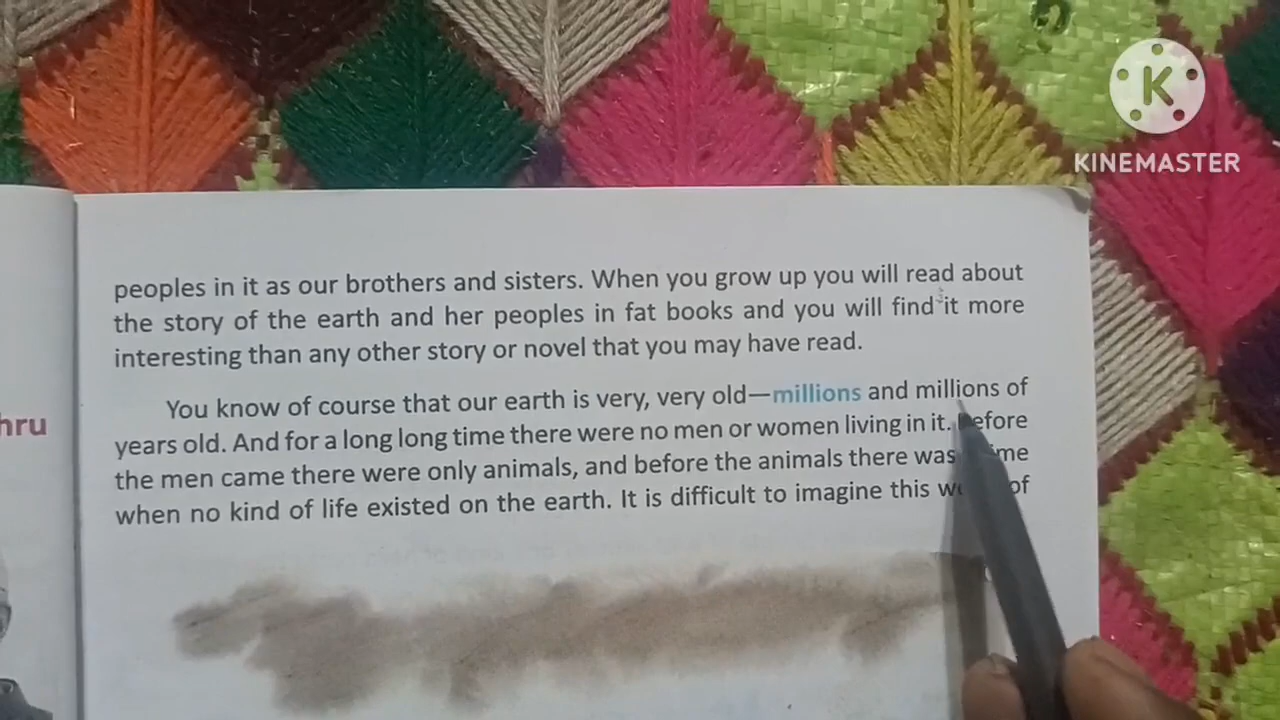 K
KINEMASTER
peoples in it as our brothers and sisters. When you grow up you will read about
the story of the earth and her peoples in fat books and you will find it more
interesting than any other story or novel that you may have read.
You know of course that our earth is very, very old—millions and millions of
years old. And for a long long time there were no men or women living in it. Before
the men came there were only animals, and before the animals there was time
when no kind of life existed on the earth. It is difficult to imagine this of
hru